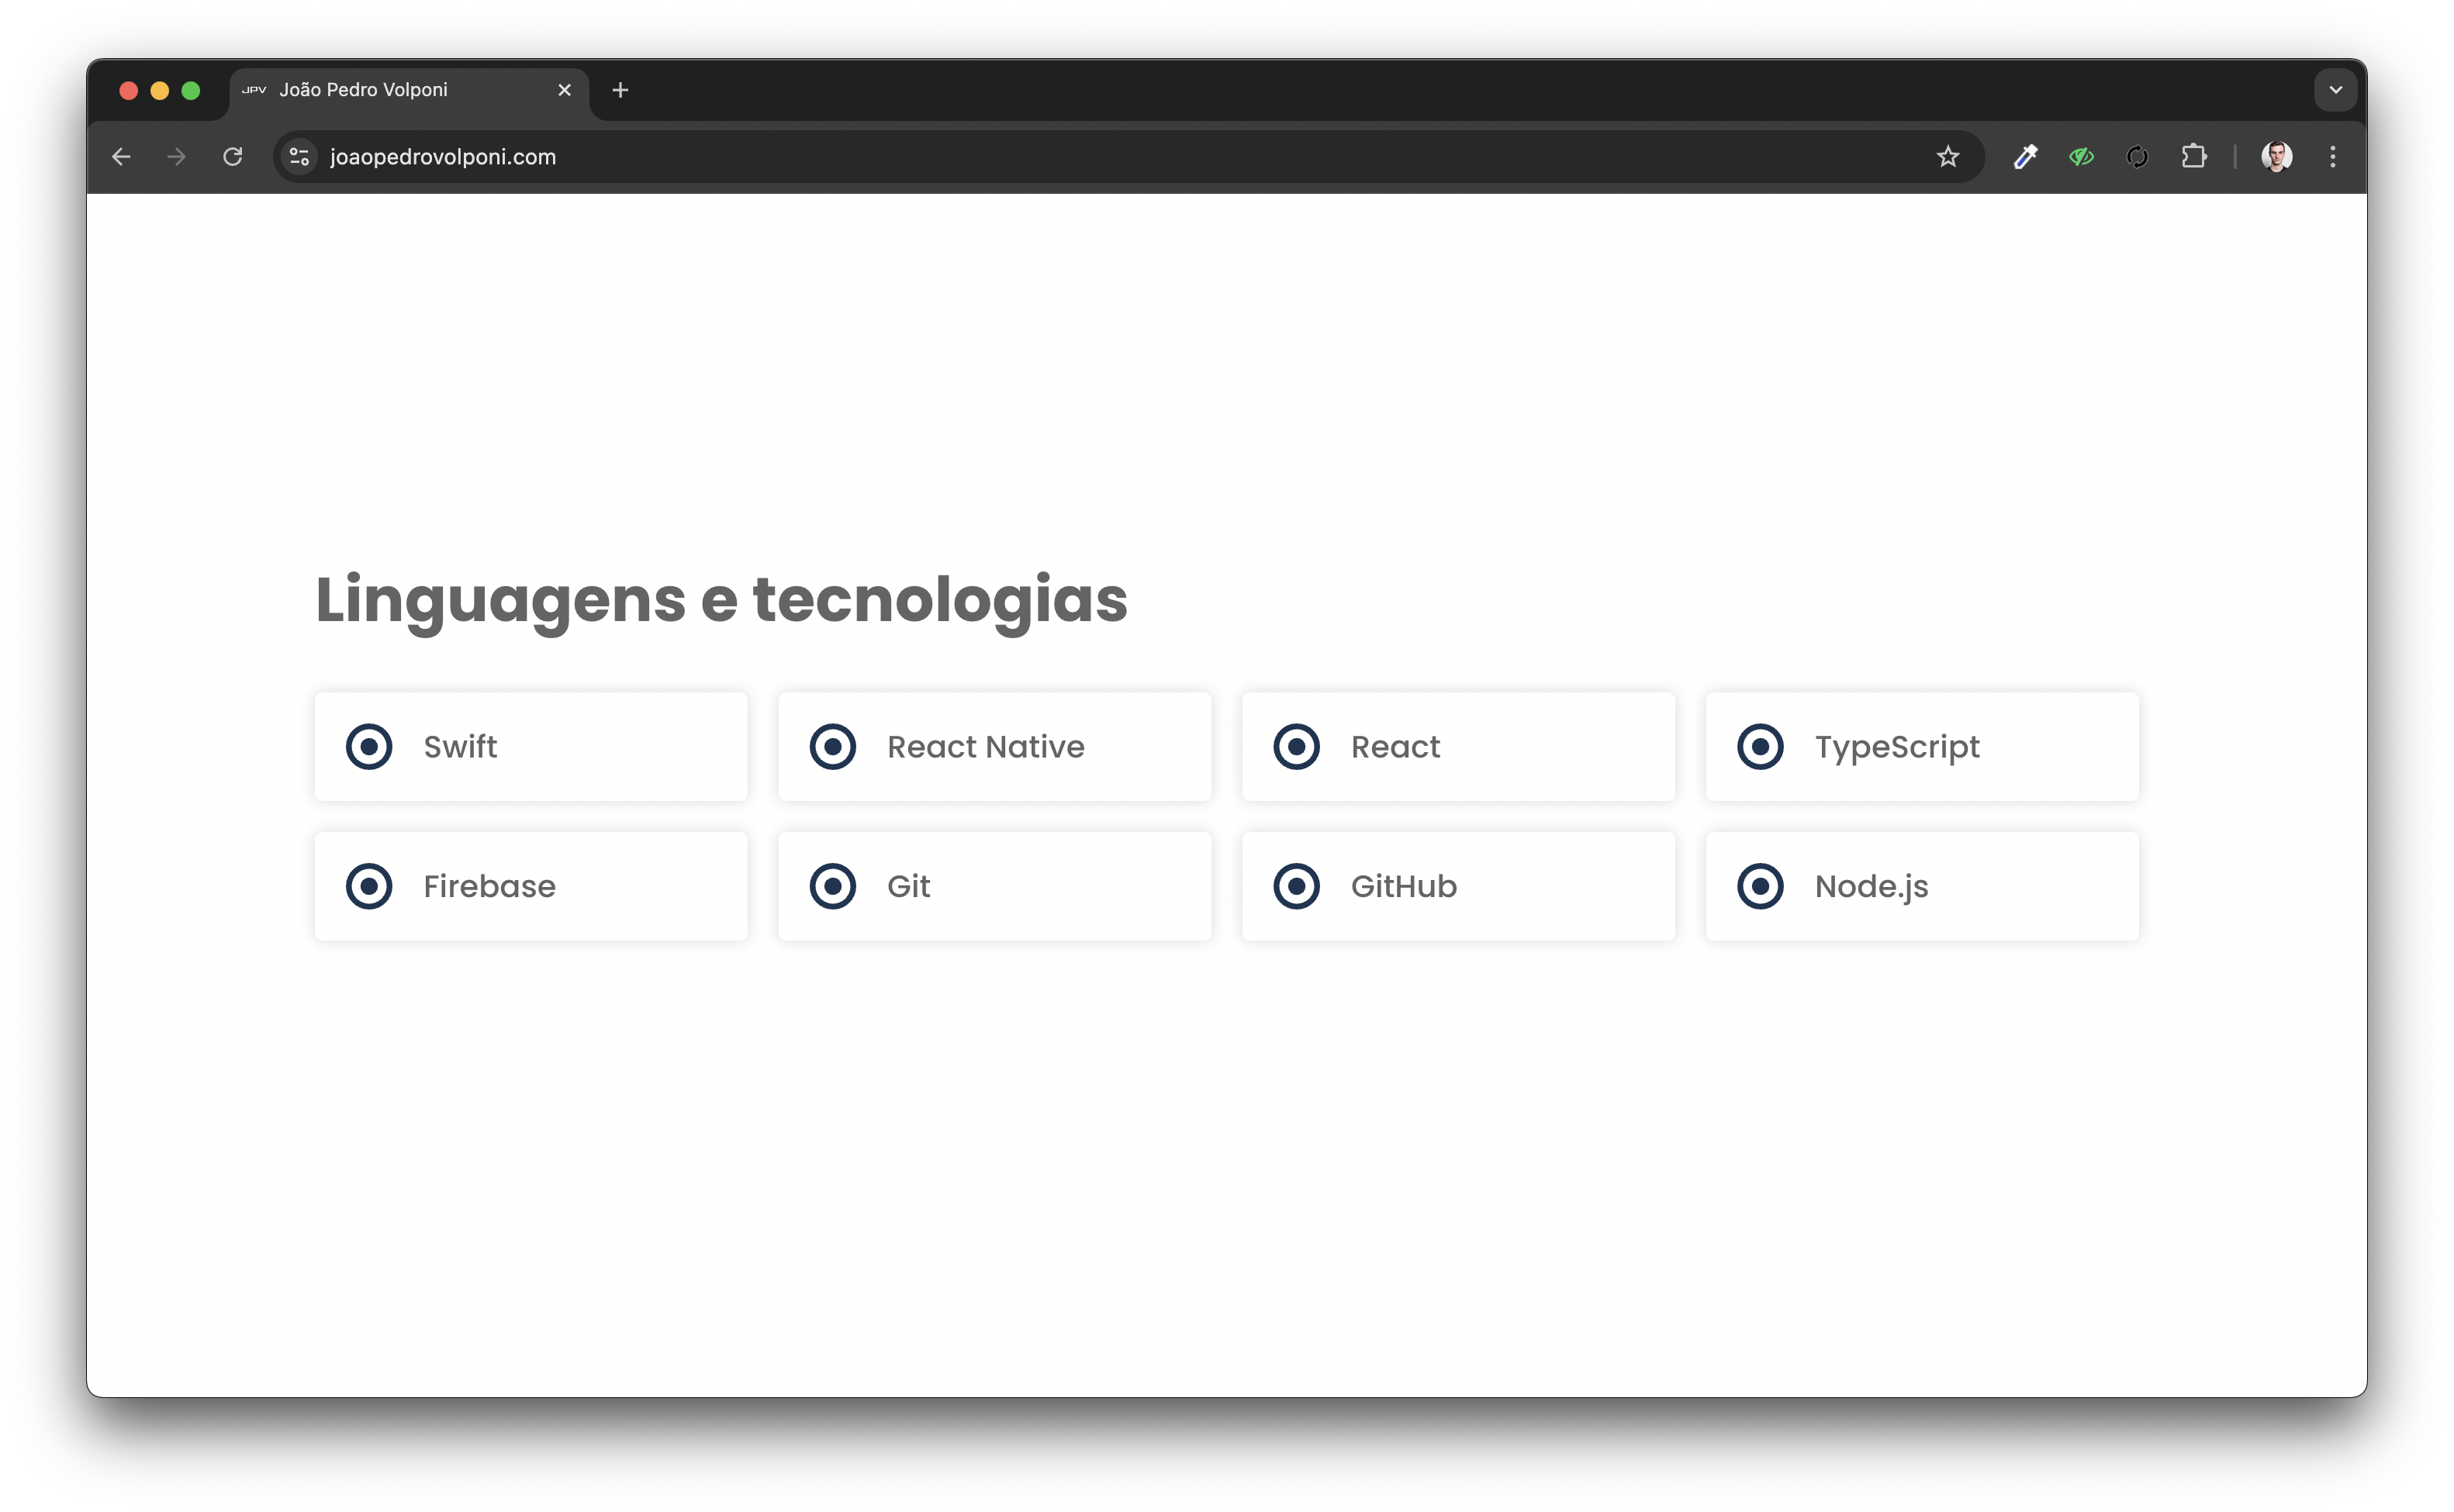 JPV João Pedro Volponi
joaopedrovolponi.com
Linguagens e tecnologias
Swift
React Native
React
TypeScript
Firebase
Git
GitHub
Node.js